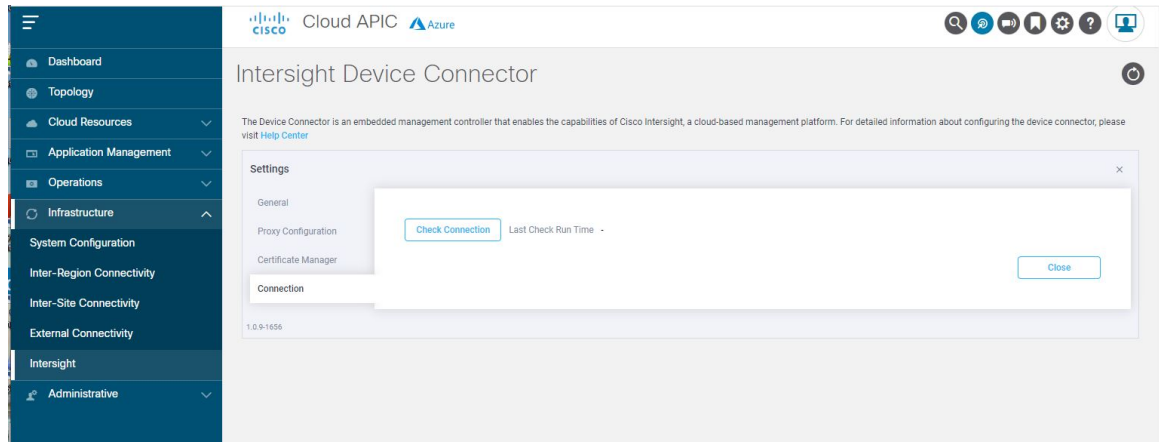 cisco Cloud APIC Azure
Dashboard
Topology
Cloud Resources
Application Management
Operations
Infrastructure
System Configuration
Inter-Region Connectivity
Inter-Site Connectivity
External Connectivity
Intersight
Administrative
Intersight Device Connector
The Device Connector is an embedded management controller that enables the capabilities of Cisco Intersight, a cloud-based management platform. For detailed information about configuring the device connector, please
visit Help Center
Settings
General
Proxy Configuration
Certificate Manager
Connection
1.0.9-1656
Check Connection Last Check Run Time -
Close